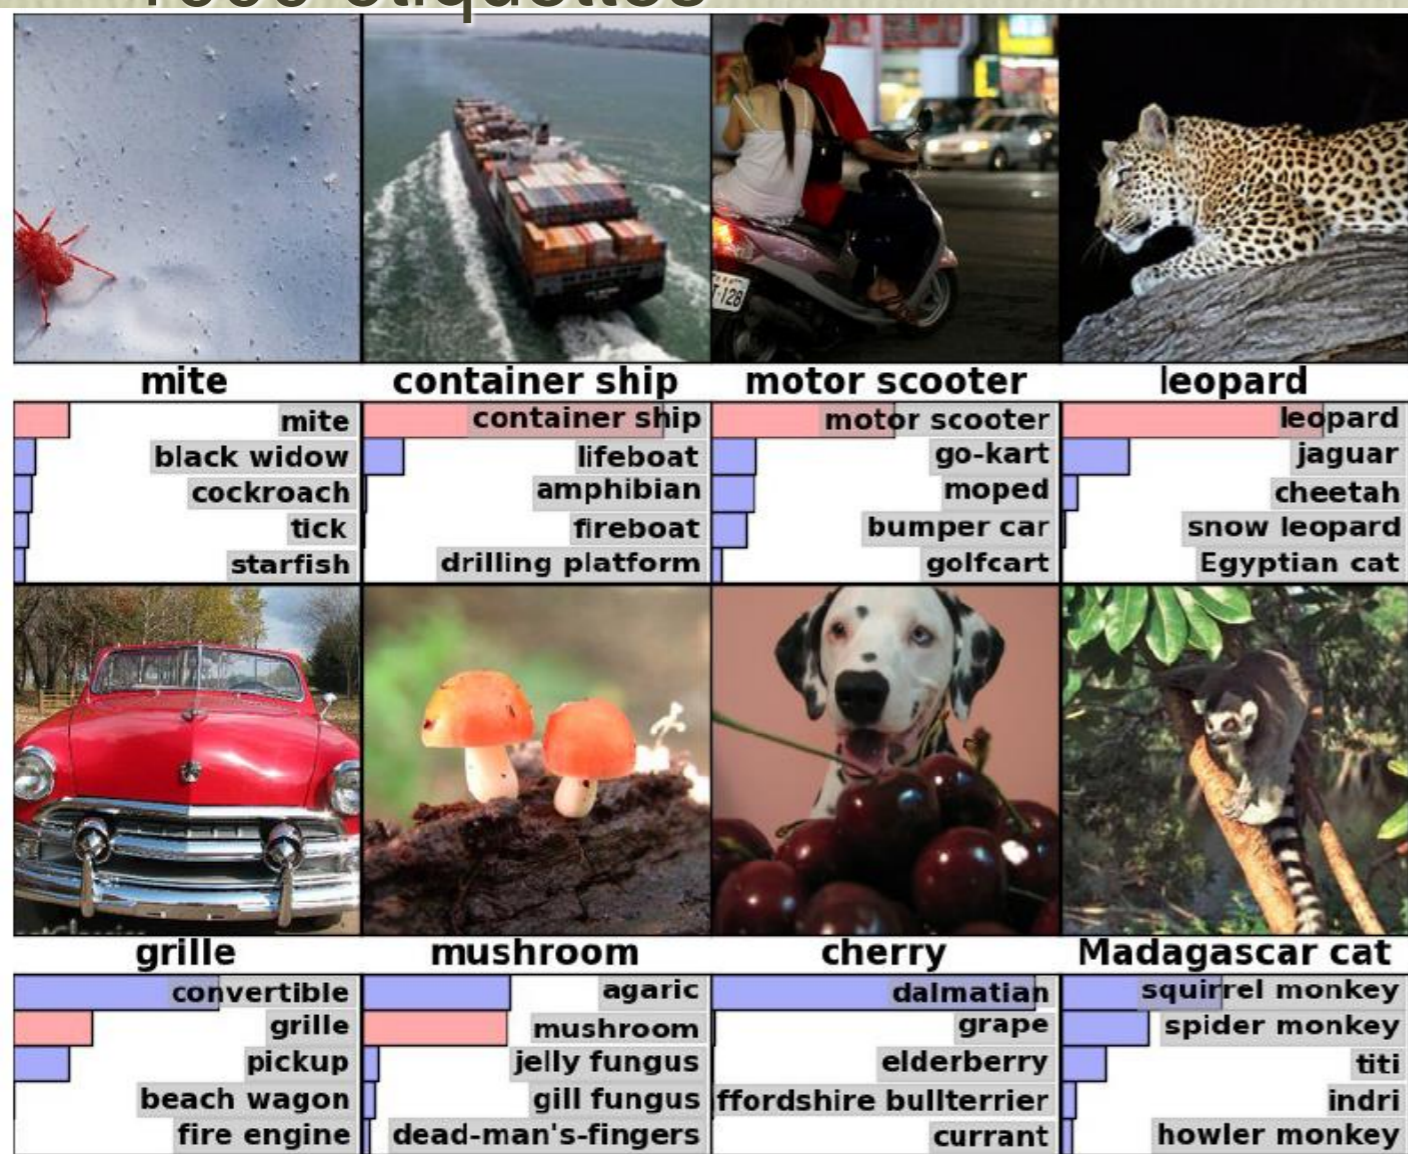 1000 étiquettes
T-128
mite
container ship
motor scooter
leopard
mite
black widow
cockroach
tick
starfish
container ship
lifeboat
amphibian
fireboat
drilling platform
motor scooter
go-kart
moped
bumper car
golfcart
leopard
jaguar
cheetah
snow leopard
Egyptian cat
grille
mushroom
cherry
Madagascar cat
convertible
grille
pickup
beach wagon
fire engine
agaric
mushroom
jelly fungus
gill fungus
dead-man's-fingers
dalmatian
grape
elderberry
ffordshire bullterrier
currant
squirrel monkey
spider monkey
titi
indri
howler monkey